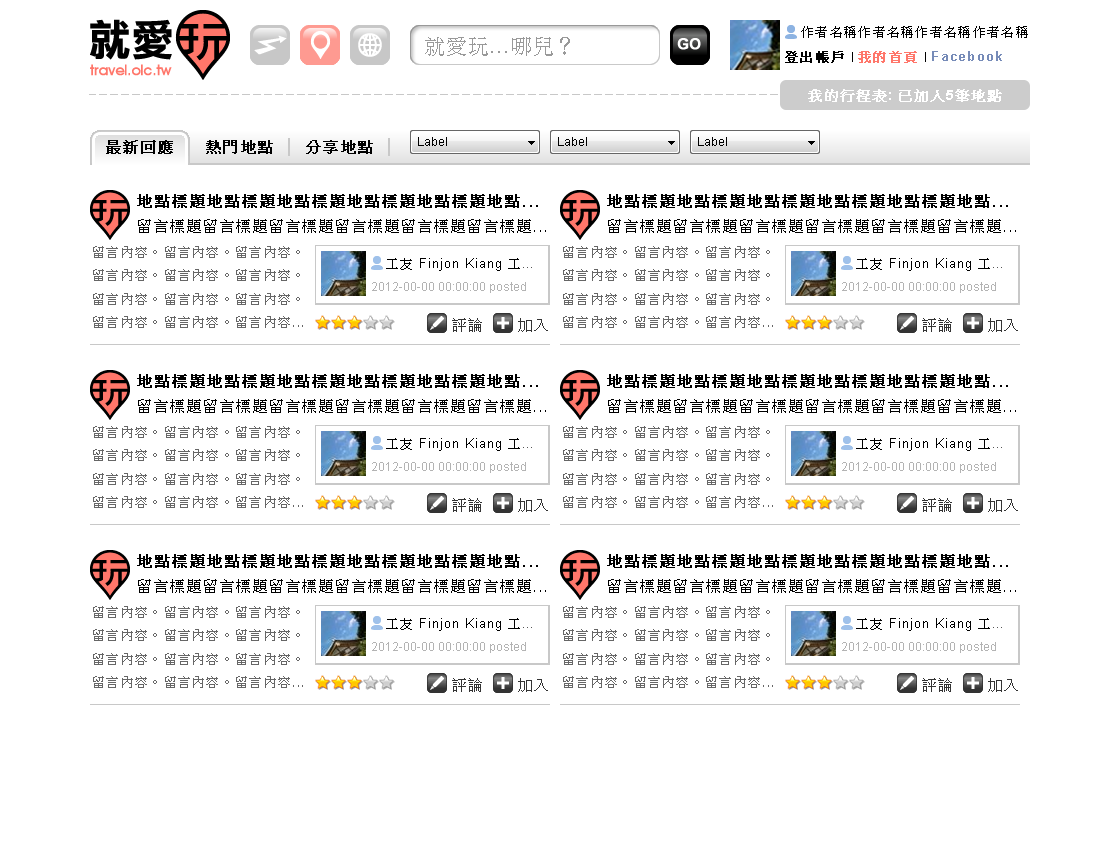 就愛玩
travel.olc.tw
就愛玩...哪兒？
GO
作者名稱作者名稱作者名稱作者名稱
登出帳戶 | 我的首頁 | Facebook
我的行程表: 已加入5筆地點
最新回應 熱門地點 | 分享地點 | Label Label Label
玩 地點標題地點標題地點標題地點標題地點標題地點... 玩 地點標題地點標題地點標題地點標題地點標題地點...
留言標題留言標題留言標題留言標題留言標題留言標題... 留言標題留言標題留言標題留言標題留言標題留言標題...
留言內容。留言內容。留言內容。 工友 Finjon Kiang 工... 留言內容。留言內容。留言內容。 工友 Finjon Kiang 工...
留言內容。留言內容。留言內容。 2012-00-00 00:00:00 posted 留言內容。留言內容。留言內容。 2012-00-00 00:00:00 posted
留言內容。留言內容。留言內容。 留言內容。留言內容。留言內容。
留言內容。留言內容。留言內容... 評論 加入 留言內容。留言內容。留言內容... 評論 加入
玩 地點標題地點標題地點標題地點標題地點標題地點... 玩 地點標題地點標題地點標題地點標題地點標題地點...
留言標題留言標題留言標題留言標題留言標題留言標題... 留言標題留言標題留言標題留言標題留言標題留言標題...
留言內容。留言內容。留言內容。 工友 Finjon Kiang 工... 留言內容。留言內容。留言內容。 工友 Finjon Kiang 工...
留言內容。留言內容。留言內容。 2012-00-00 00:00:00 posted 留言內容。留言內容。留言內容。 2012-00-00 00:00:00 posted
留言內容。留言內容。留言內容。 留言內容。留言內容。留言內容。
留言內容。留言內容。留言內容... 評論 加入 留言內容。留言內容。留言內容... 評論 加入
玩 地點標題地點標題地點標題地點標題地點標題地點... 玩 地點標題地點標題地點標題地點標題地點標題地點...
留言標題留言標題留言標題留言標題留言標題留言標題... 留言標題留言標題留言標題留言標題留言標題留言標題...
留言內容。留言內容。留言內容。 工友 Finjon Kiang 工... 留言內容。留言內容。留言內容。 工友 Finjon Kiang 工...
留言內容。留言內容。留言內容。 2012-00-00 00:00:00 posted 留言內容。留言內容。留言內容。 2012-00-00 00:00:00 posted
留言內容。留言內容。留言內容。 留言內容。留言內容。留言內容。
留言內容。留言內容。留言內容... 評論 加入 留言內容。留言內容。留言內容... 評論 加入